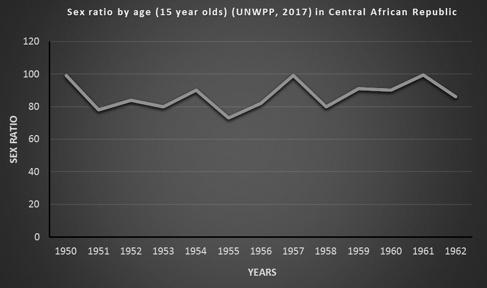 Sex ratio by age (15 year olds) (UNWPP, 2017) in Central African Republic
120
100
80
60
40
20
0
SEX RATIO
1950 1951 1952 1953 1954 1955 1956 1957 1958 1959 1960 1961 1962
YEARS